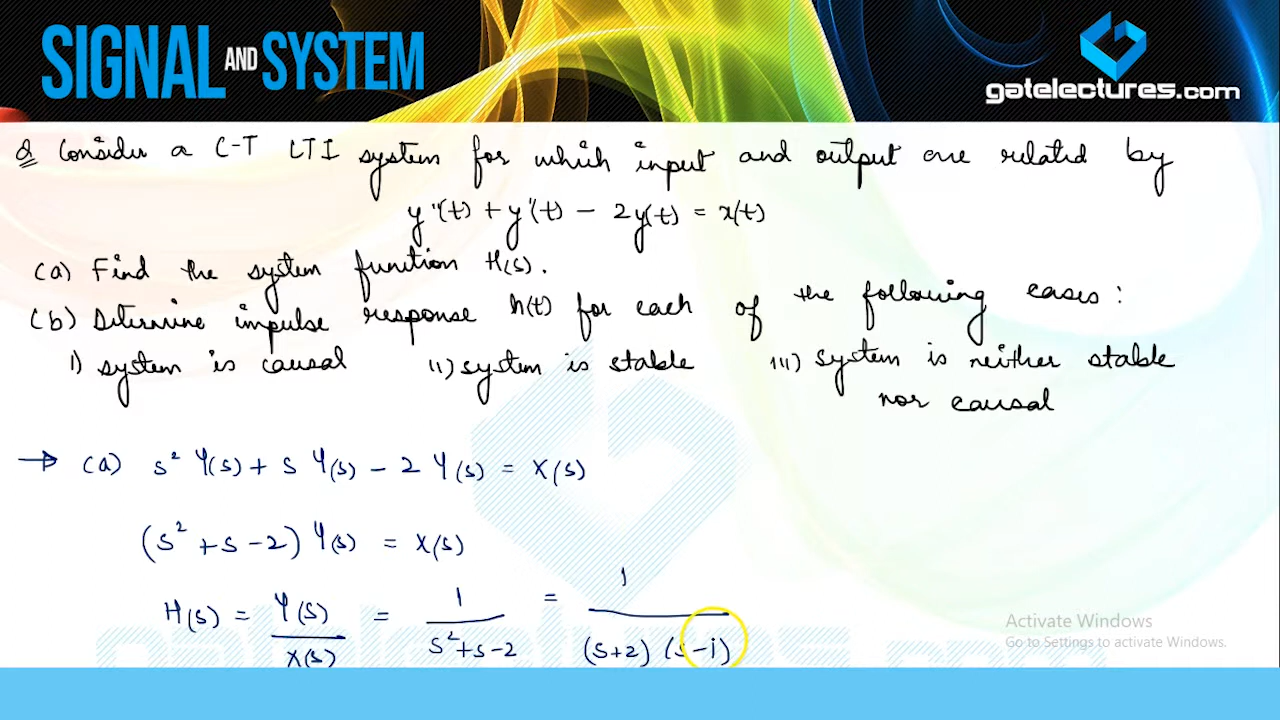 SIGNAL AND SYSTEM
gatelectures.com
Q Consider a C-T LTI system for which input and output are related by
y''(t) + y'(t) - 2y(t) = x(t)
(a) Find the system function H(s).
(b) Determine impulse response h(t) for each of the following cases:
i) system is causal ii) system is stable iii) system is neither stable
nor causal
→ (a) s² Y(s) + s Y(s) - 2 Y(s) = X(s)
(s² + s - 2) Y(s) = X(s)
H(s) = Y(s)/X(s) = 1/(s²+s-2) = 1/((s+2)(s-1))
Activate Windows
Go to Settings to activate Windows.